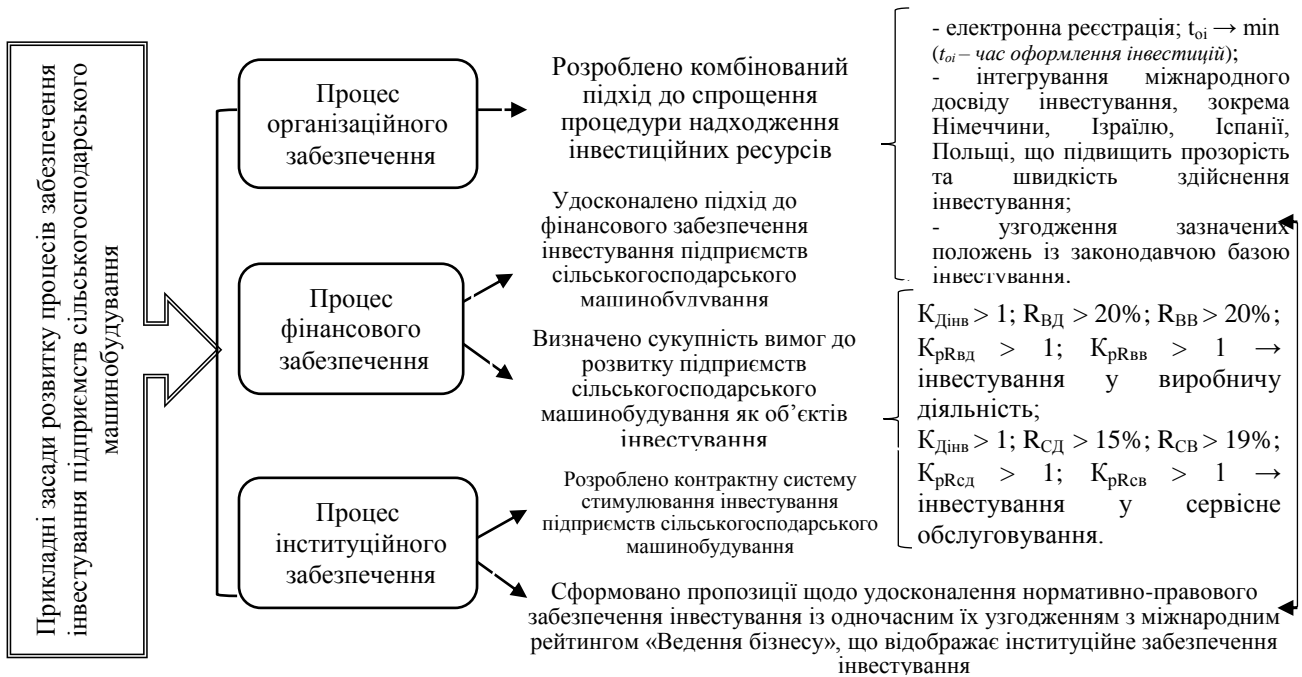 Прикладні засади розвитку процесів забезпечення
інвестування підприємств сільськогосподарського
машинобудування
Процес
організаційного
забезпечення
Розроблено комбінований
підхід до спрощення
процедури надходження
інвестиційних ресурсів
- електронна реєстрація; tоі → min
(tоі – час оформлення інвестицій);
- інтегрування міжнародного
досвіду інвестування, зокрема
Німеччини, Ізраїлю, Іспанії,
Польщі, що підвищить прозорість
та швидкість здійснення
інвестування;
- узгодження зазначених
положень із законодавчою базою
інвестування.
Процес
фінансового
забезпечення
Удосконалено підхід до
фінансового забезпечення
інвестування підприємств
сільськогосподарського
машинобудування
Визначено сукупність вимог до
розвитку підприємств
сільськогосподарського
машинобудування як об’єктів
інвестування
КДінв > 1; RВД > 20%; RВВ > 20%;
КрRвд > 1; КрRвв > 1 →
інвестування у виробничу
діяльність;
КДінв > 1; RСД > 15%; RСВ > 19%;
КрRсд > 1; КрRсв > 1 →
інвестування у сервісне
обслуговування.
Процес
інституційного
забезпечення
Розроблено контрактну систему
стимулювання інвестування
підприємств сільськогосподарського
машинобудування
Сформовано пропозиції щодо удосконалення нормативно-правового
забезпечення інвестування із одночасним їх узгодженням з міжнародним
рейтингом «Ведення бізнесу», що відображає інституційне забезпечення
інвестування